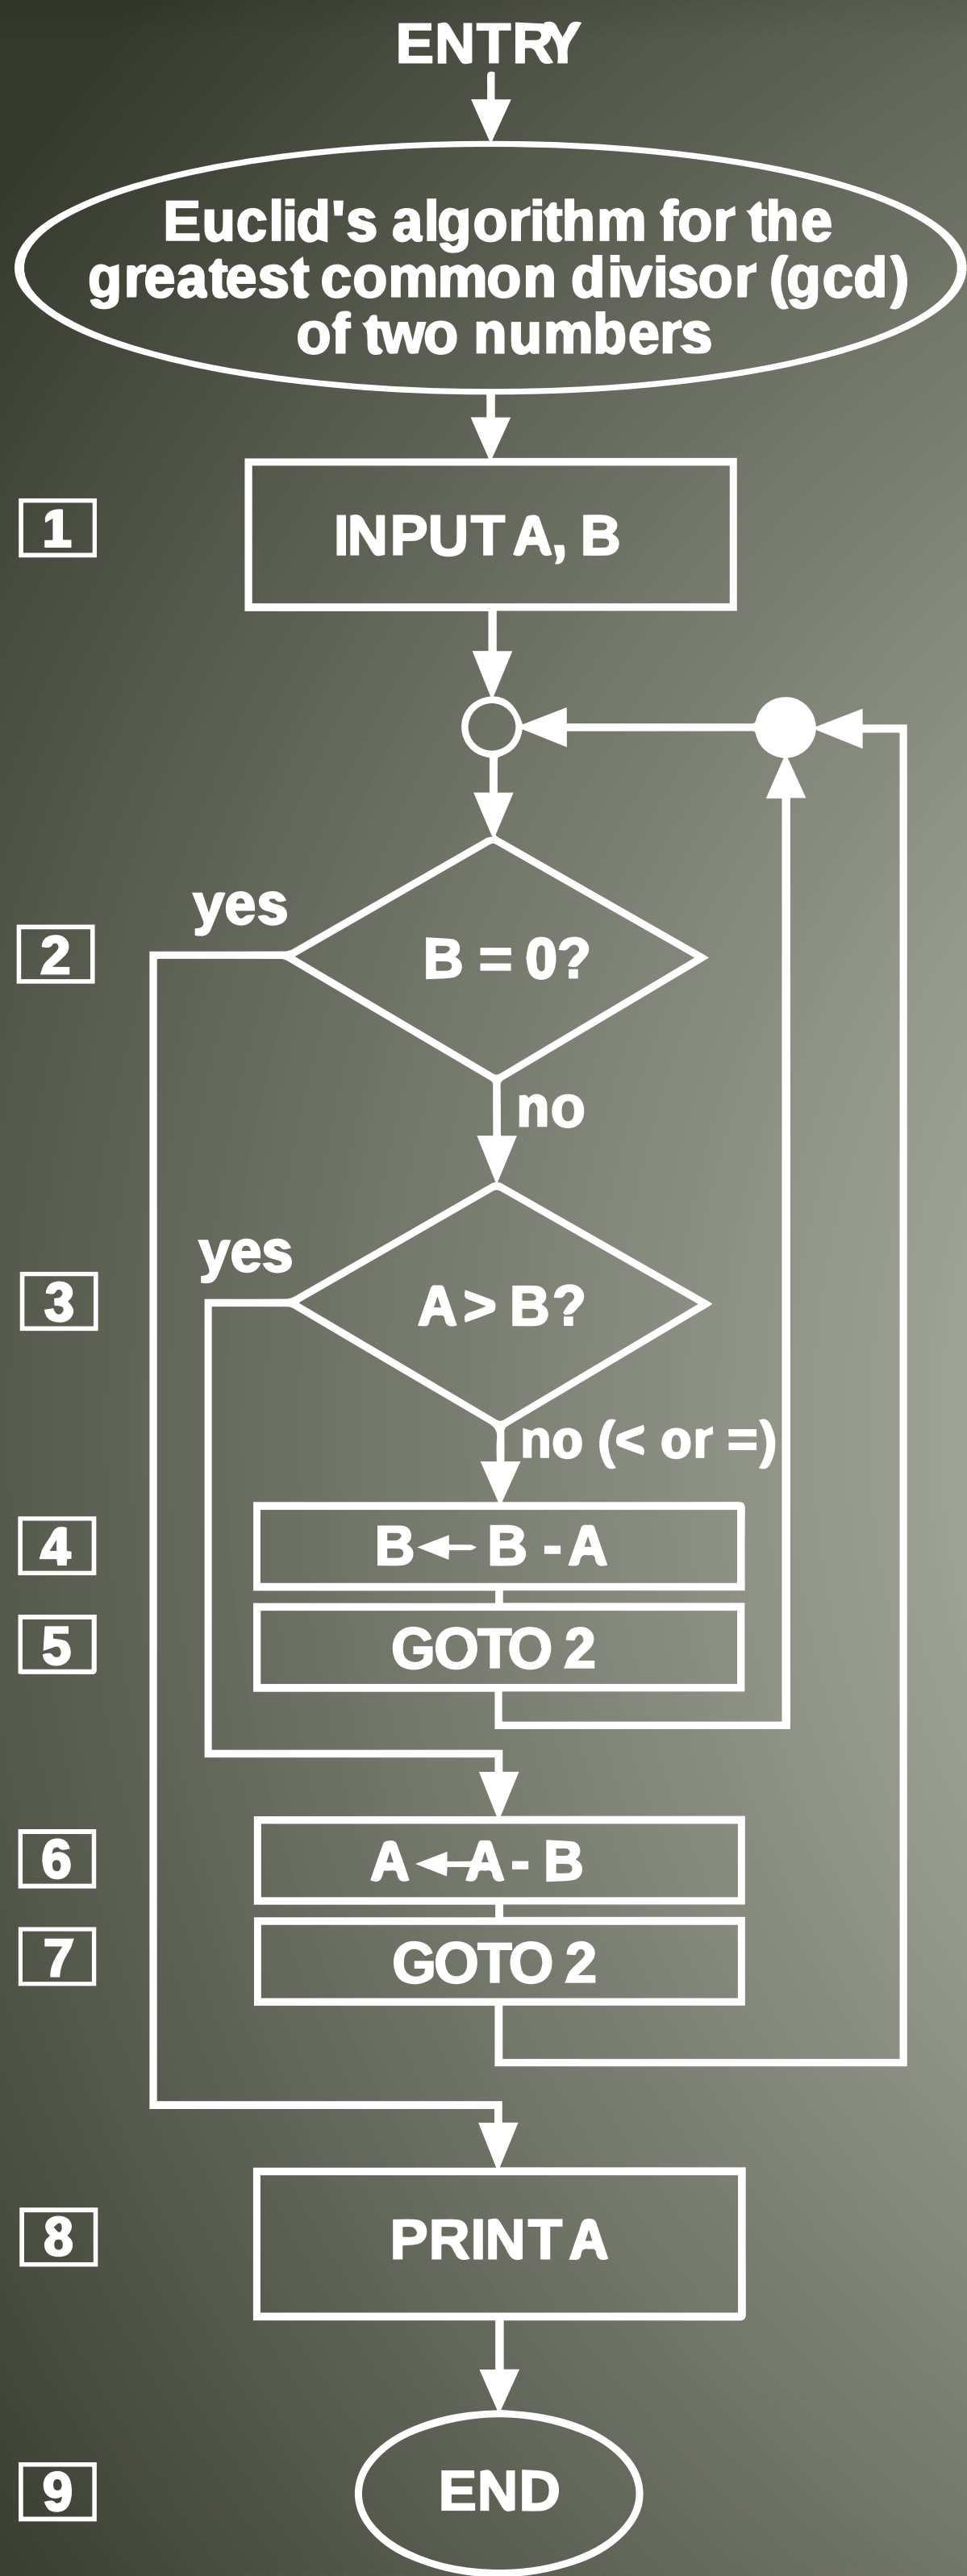 ENTRY
Euclid's algorithm for the
greatest common divisor (gcd)
of two numbers
1
INPUT A, B
yes
2
B = 0?
no
yes
3
A > B?
no (< or =)
4
B ← B - A
5
GOTO 2
6
A ← A - B
7
GOTO 2
8
PRINT A
9
END